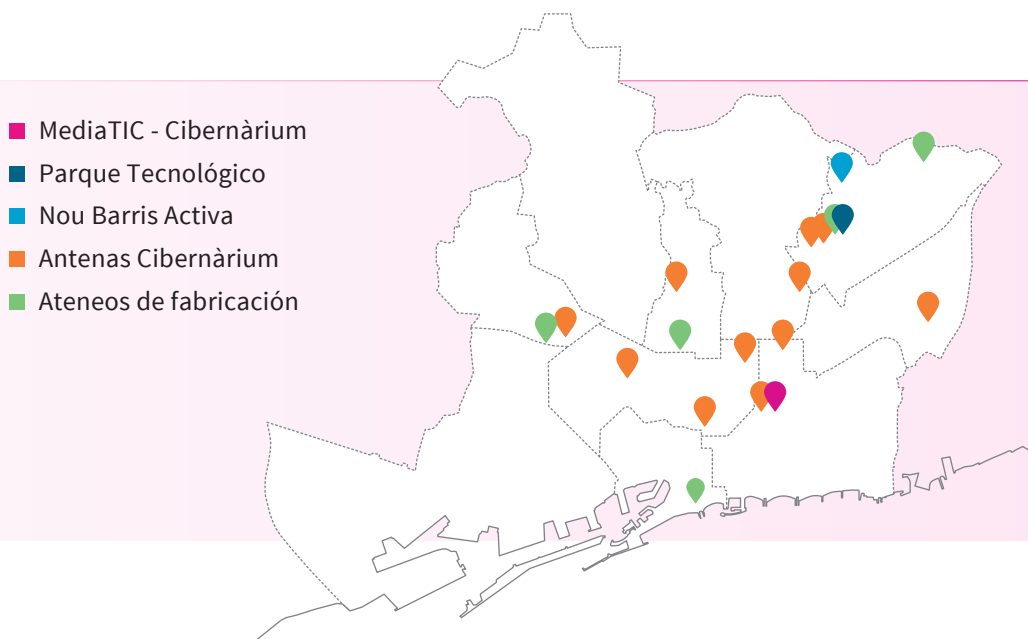 MediaTIC - Cibernàrium
Parque Tecnológico
Nou Barris Activa
Antenas Cibernàrium
Ateneos de fabricación